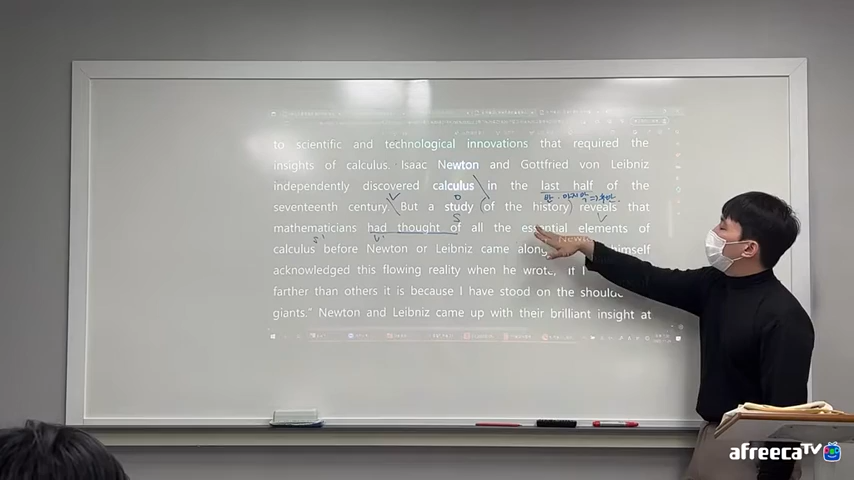 to scientific and technological innovations that required the
insights of calculus. Isaac Newton and Gottfried von Leibniz
independently discovered calculus in the last half of the
seventeenth century. But a study (of the history) reveals that
mathematicians had thought of all the essential elements of
calculus before Newton or Leibniz came along. Newton himself
acknowledged this flowing reality when he wrote, "If I
farther than others it is because I have stood on the
giants." Newton and Leibniz came up with their brilliant insight at
afreecaTV